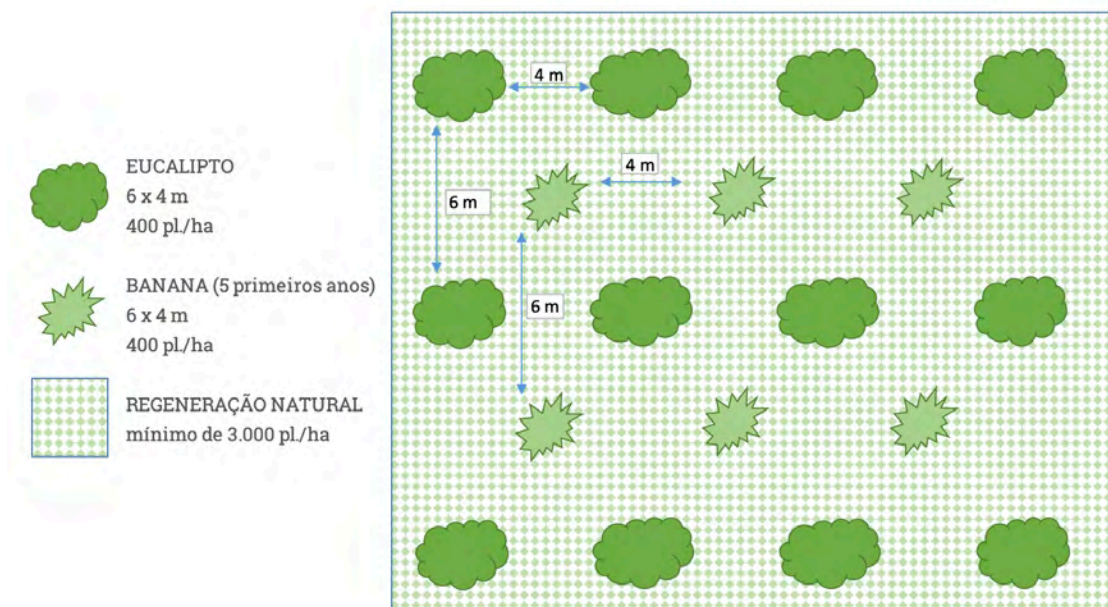 EUCALIPTO
6 x 4 m
400 pl./ha
BANANA (5 primeiros anos)
6 x 4 m
400 pl./ha
REGENERAÇÃO NATURAL
mínimo de 3.000 pl./ha
4 m
4 m
6 m
6 m